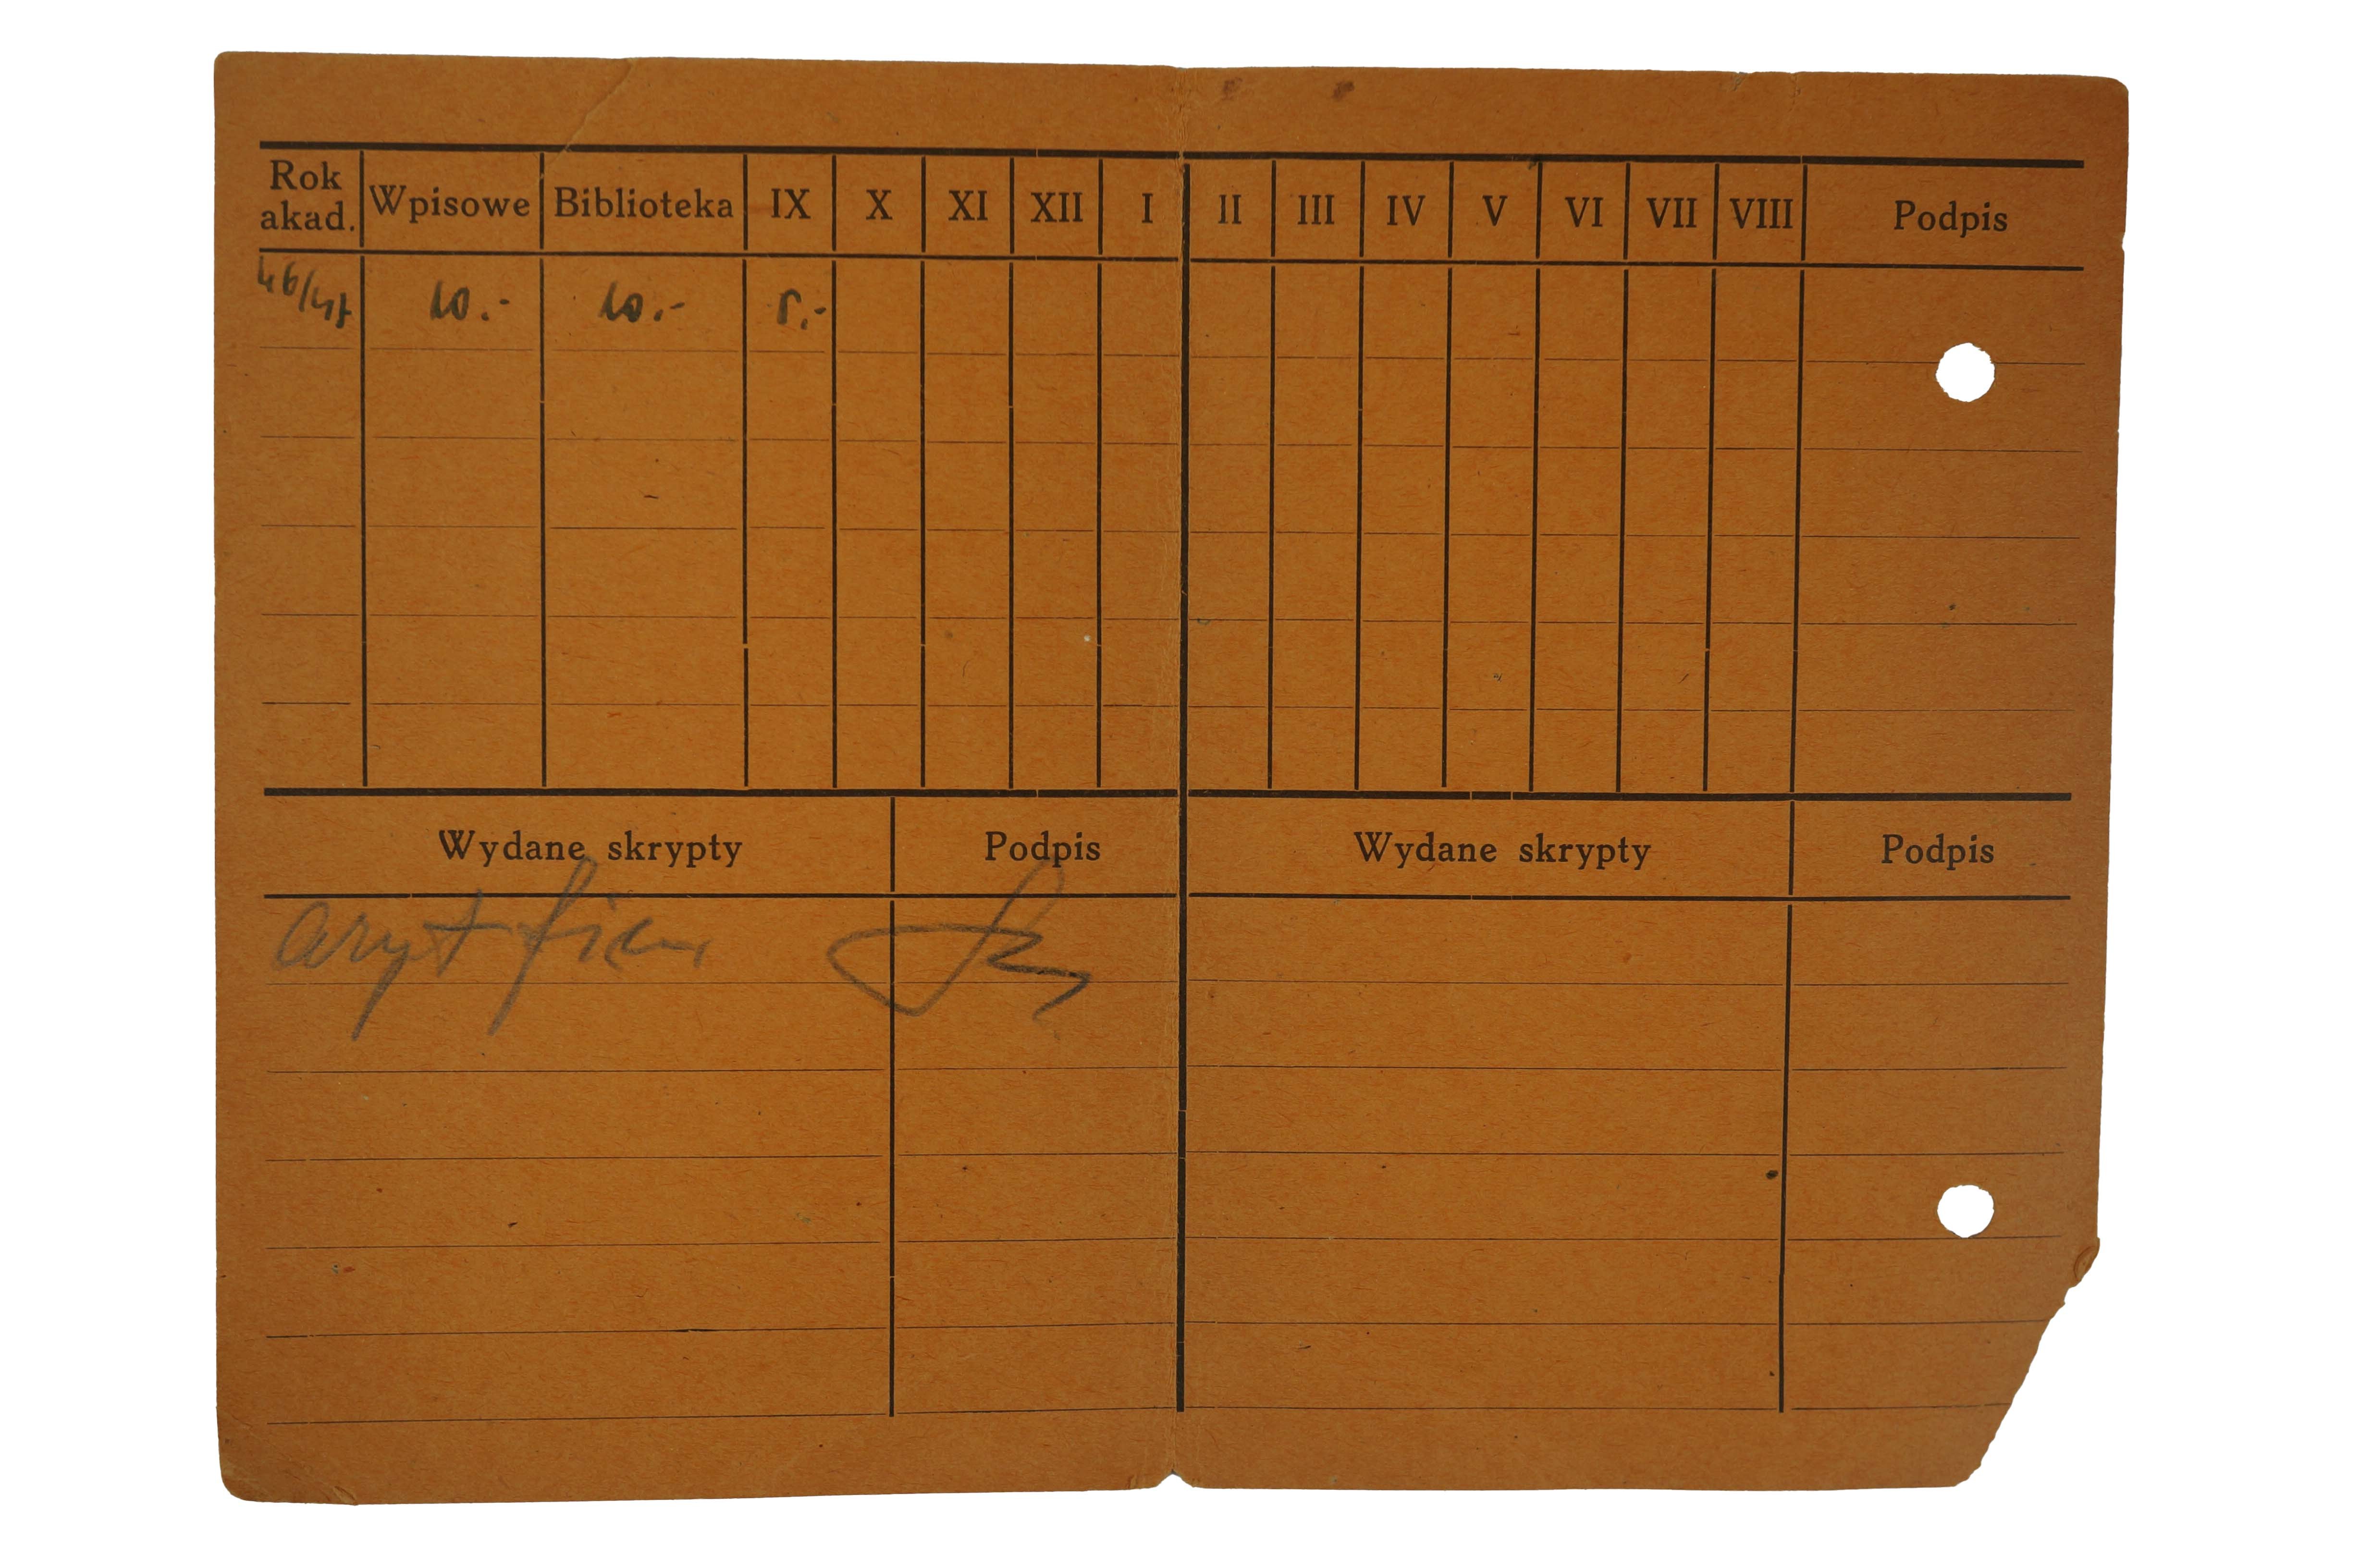 Rok akad. Wpisowe Biblioteka IX X XI XII I II III IV V VI VII VIII Podpis
46/47 10.- 10.- 5.-
Wydane skrypty Podpis Wydane skrypty Podpis
aryt